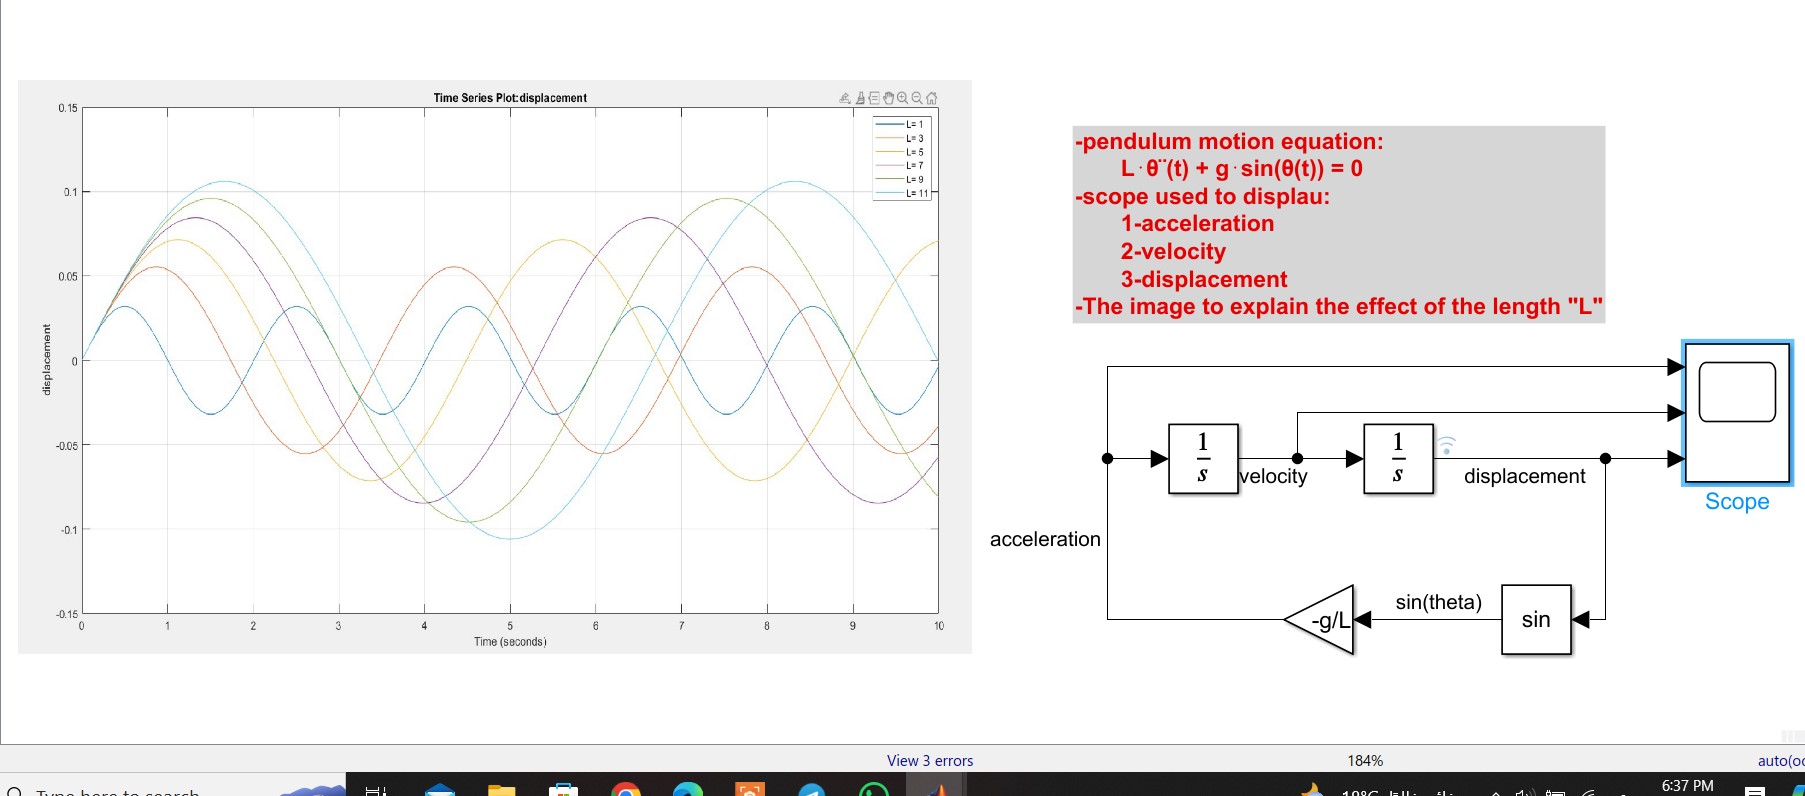 Time Series Plot:displacement
0.15
0.1
0.05
0
-0.05
-0.1
-0.15
displacement
0 1 2 3 4 5 6 7 8 9 10
Time (seconds)
L= 1
L= 3
L= 5
L= 7
L= 9
L= 11
-pendulum motion equation:
L·θ¨(t) + g·sin(θ(t)) = 0
-scope used to displau:
1-acceleration
2-velocity
3-displacement
-The image to explain the effect of the length "L"
1
s
velocity
1
s
displacement
Scope
acceleration
-g/L
sin(theta)
sin
View 3 errors
184%
Type here to search
6:37 PM